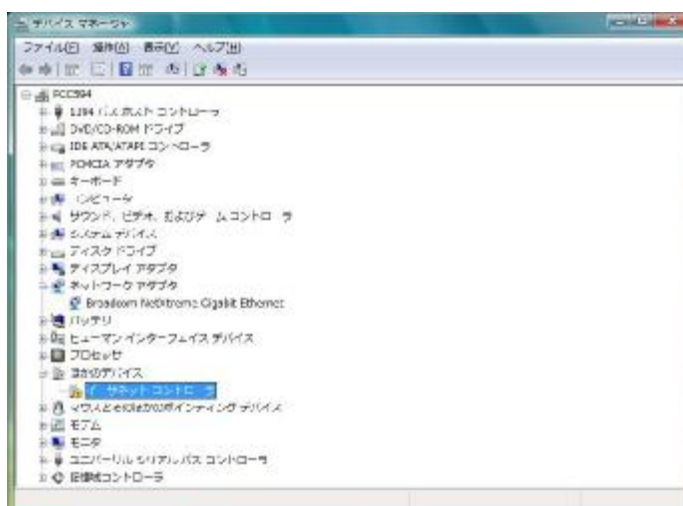 デバイス マネージャ
ファイル(F) 操作(A) 表示(V) ヘルプ(H)
PCC594
1394 バス ホスト コントローラ
DVD/CD-ROM ドライブ
IDE ATA/ATAPI コントローラ
PCMCIA アダプタ
キーボード
コンピュータ
サウンド、ビデオ、およびゲーム コントローラ
システム デバイス
ディスク ドライブ
ディスプレイ アダプタ
ネットワーク アダプタ
Broadcom NetXtreme Gigabit Ethernet
バッテリ
ヒューマン インターフェイス デバイス
プロセッサ
ほかのデバイス
イーサネット コントローラ
マウスとそのほかのポインティング デバイス
モデム
モニタ
ユニバーサル シリアル バス コントローラ
記憶域コントローラ